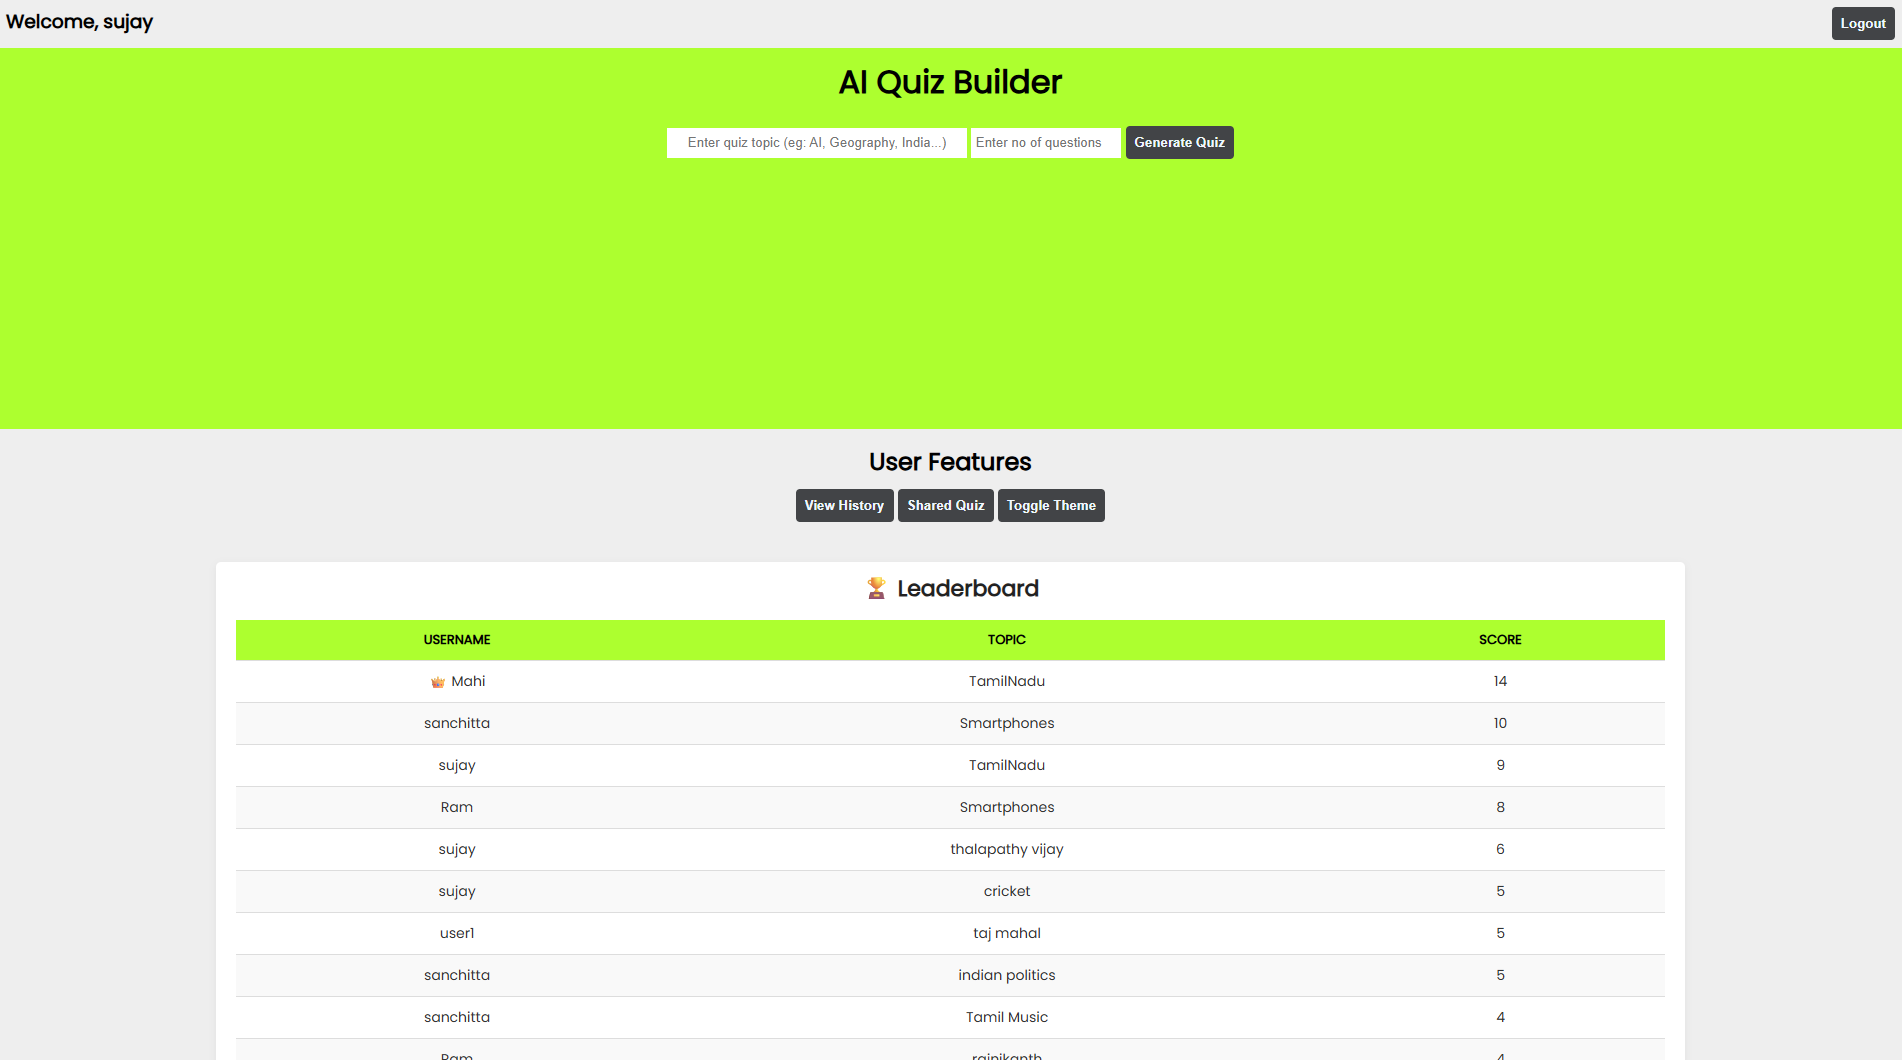 Welcome, sujay
Logout
AI Quiz Builder
Enter quiz topic (eg: AI, Geography, India...) Enter no of questions Generate Quiz
User Features
View History Shared Quiz Toggle Theme
🏆 Leaderboard
USERNAME TOPIC SCORE
👑 Mahi TamilNadu 14
sanchitta Smartphones 10
sujay TamilNadu 9
Ram Smartphones 8
sujay thalapathy vijay 6
sujay cricket 5
user1 taj mahal 5
sanchitta indian politics 5
sanchitta Tamil Music 4
Ram rajnikanth 4